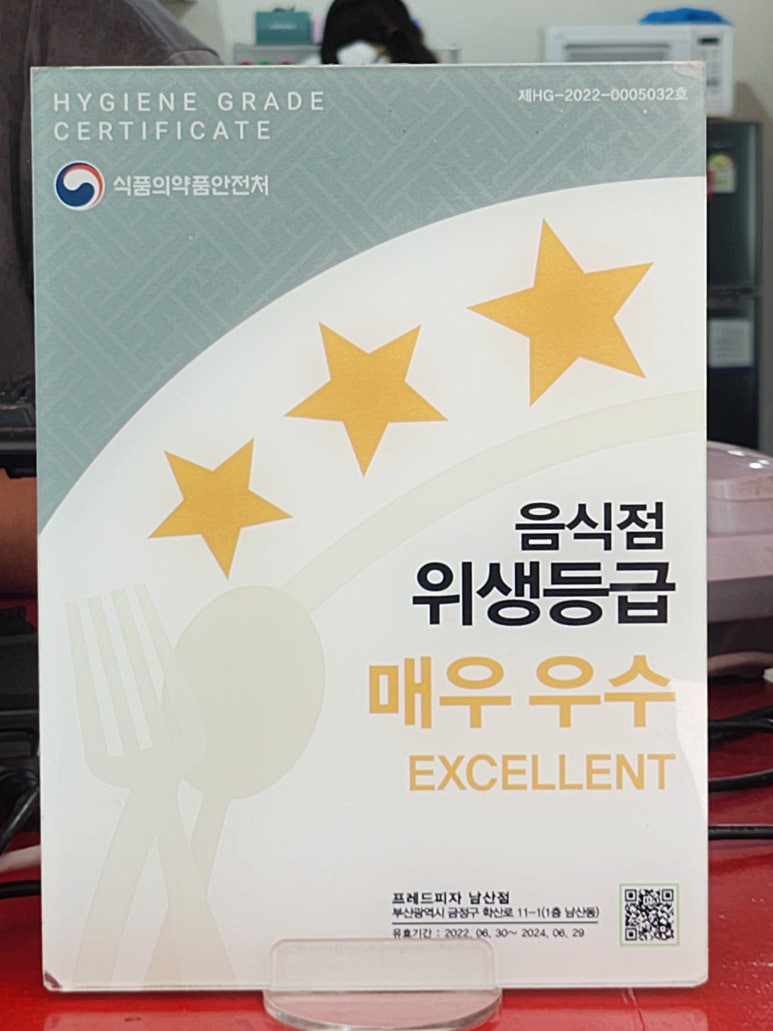 HYGIENE GRADE
CERTIFICATE
제HG-2022-0005032호
식품의약품안전처
음식점
위생등급
매우 우수
EXCELLENT
프레드피자 남산점
부산광역시 금정구 학산로 11-1(1층 남산동)
유효기간 : 2022. 06. 30~ 2024. 06. 29